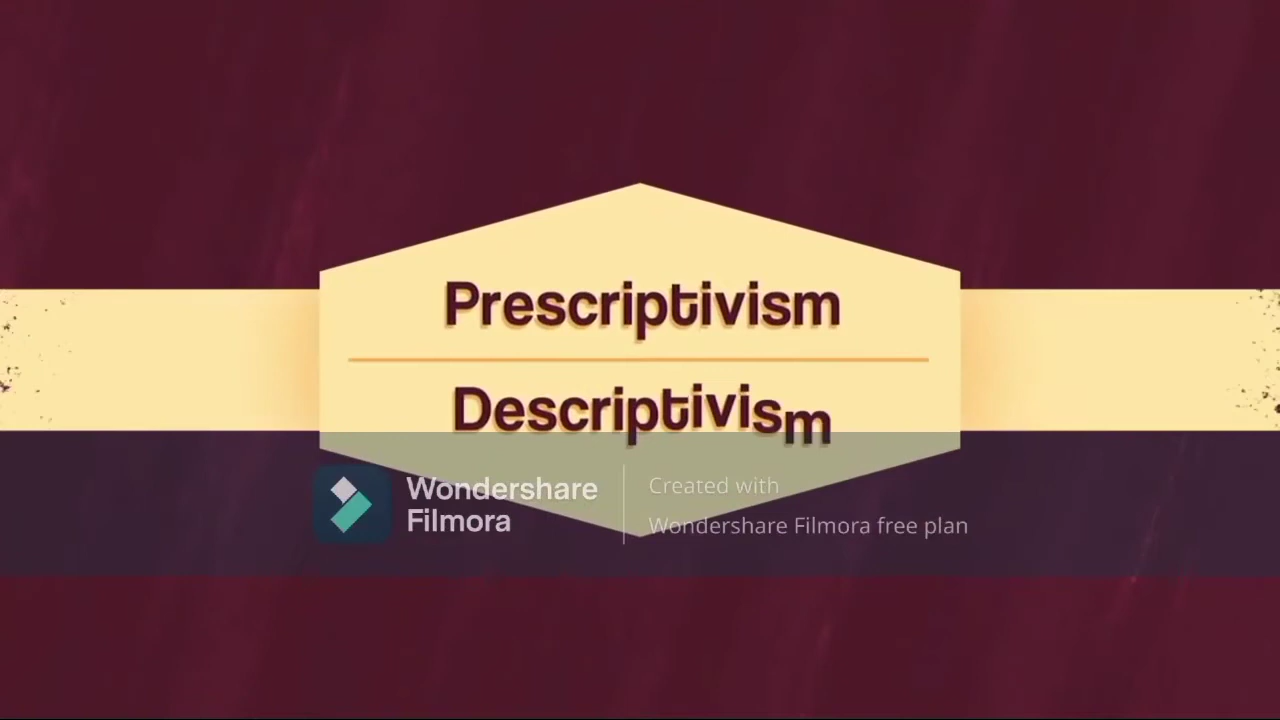 Prescriptivism
Descriptivism
Wondershare
Filmora
Created with
Wondershare Filmora free plan